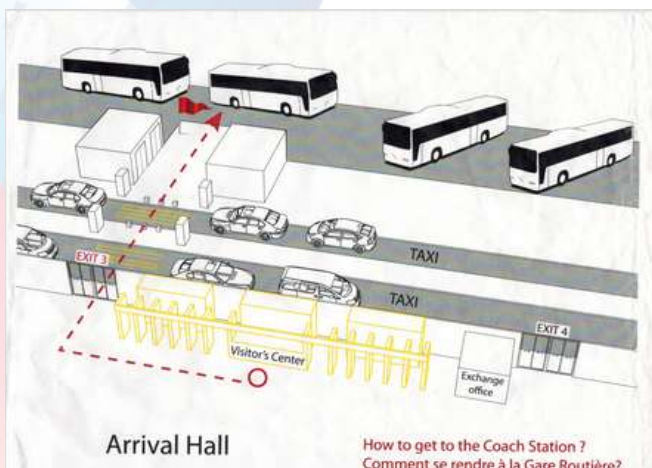 TAXI
EXIT 3
TAXI
EXIT 4
Visitor's Center
Exchange
office
Arrival Hall
How to get to the Coach Station ?
Comment se rendre à la Gare Routière?